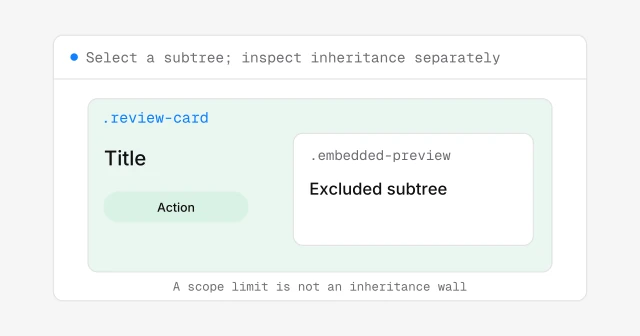 Select a subtree; inspect inheritance separately
.review-card
Title
Action
.embedded-preview
Excluded subtree
A scope limit is not an inheritance wall